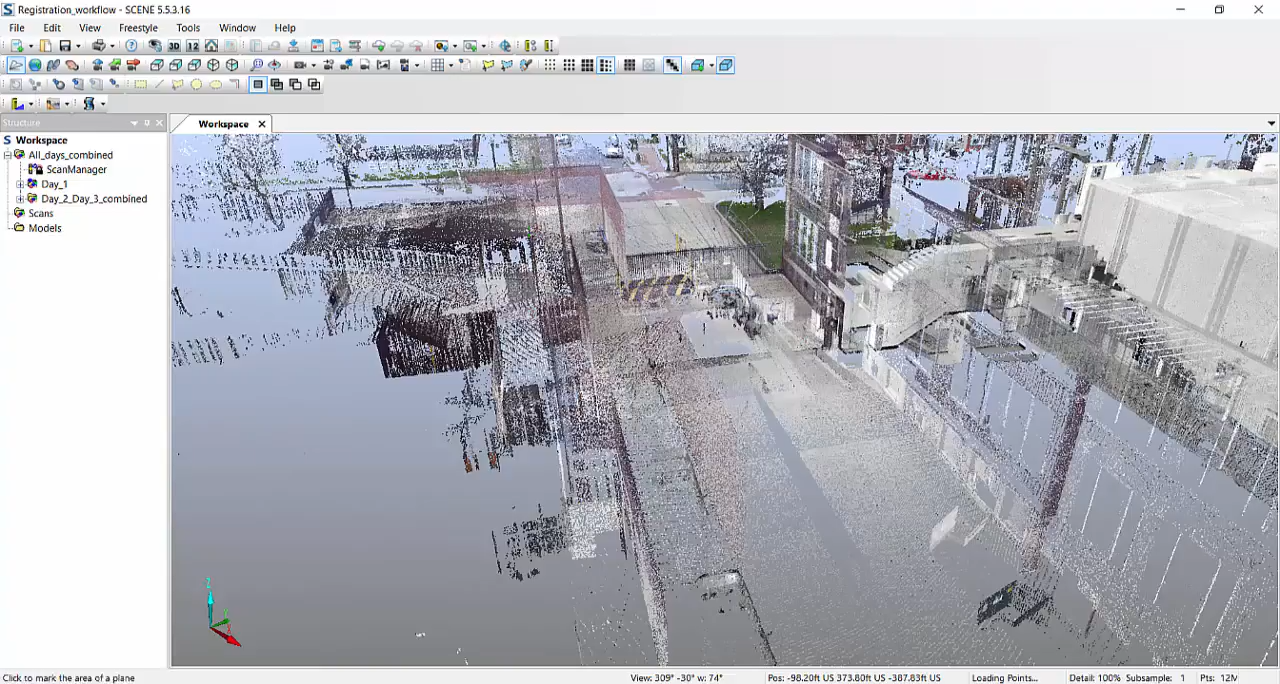 Registration_workflow - SCENE 5.5.3.16
File Edit View Freestyle Tools Window Help
3D 12
Structure
Workspace
Workspace
All_days_combined
ScanManager
Day_1
Day_2_Day_3_combined
Scans
Models
Click to mark the area of a plane
View: 309° -30° w: 74°
Pos: -98.20ft US 373.80ft US -387.83ft US
Loading Points...
Detail: 100% Subsample: 1 Pts: 12M